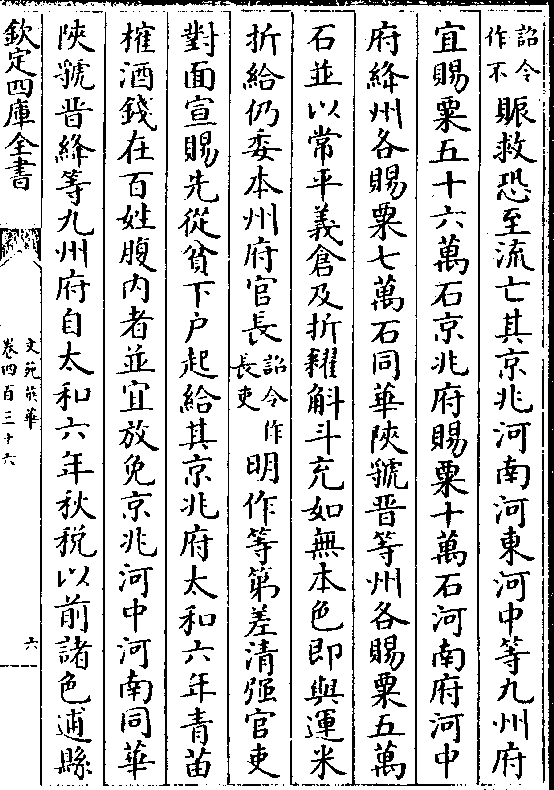 詔令作不賑救恐至流亡其京兆河南河東河中等九州府
宜賜粟五十六萬石京兆府賜粟十萬石河南府河中
府絳州各賜粟七萬石同華陜虢晉等州各賜粟五萬
石並以常平義倉及折糴斛斗充如無本色即與運米
折給仍委本州府官長詔令作長吏明作等第差清强官吏
對面宣賜先從貧下户起給其京兆府太和六年青苗
榷酒錢在百姓腹内者並宜放免京兆河中河南同華
陜虢晉絳等九州府自太和六年秋税以前諸色逋縣
欽定四庫全書
文苑英華
卷四百三十六
六